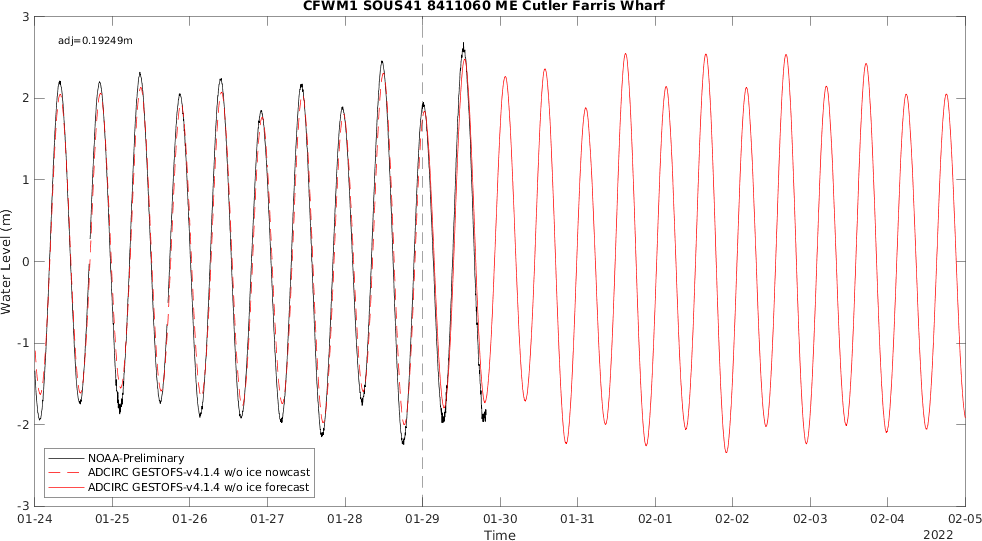 CFWM1 SOUS41 8411060 ME Cutler Farris Wharf
adj=0.19249m
3
2
1
0
-1
-2
-3
Water Level (m)
NOAA-Preliminary
ADCIRC GESTOFS-v4.1.4 w/o ice nowcast
ADCIRC GESTOFS-v4.1.4 w/o ice forecast
01-24 01-25 01-26 01-27 01-28 01-29 01-30 01-31 02-01 02-02 02-03 02-04 02-05
Time
2022